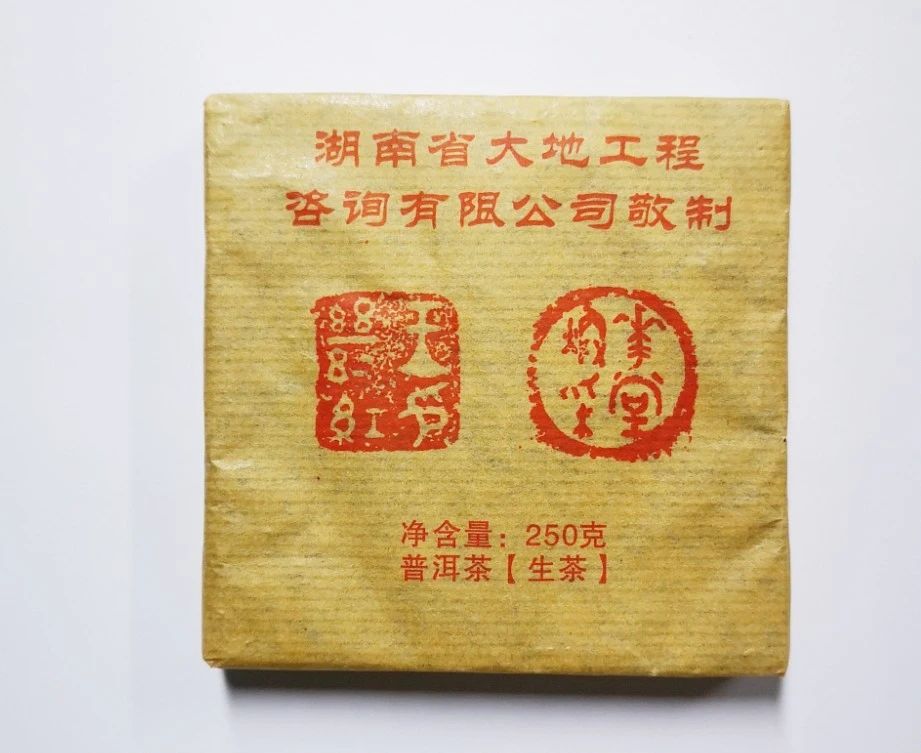 湖南省大地工程
咨询有限公司敬制
净含量：250克
普洱茶【生茶】